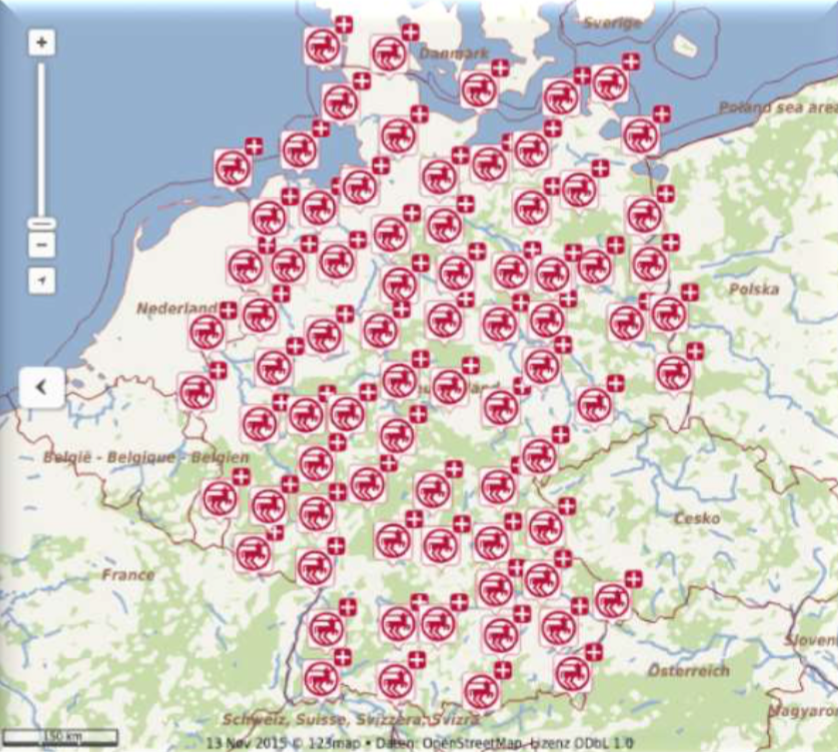 Sverige
Danmark
Poland sea area
Nederland
Polska
België - Belgique - Belgien
Česko
France
Sloven
Österreich
Magyaror
Schweiz, Suisse, Svizzera, Svizra
150 km
13 Nov 2015 © 123map • Daten: OpenStreetMap, Lizenz ODbL 1.0